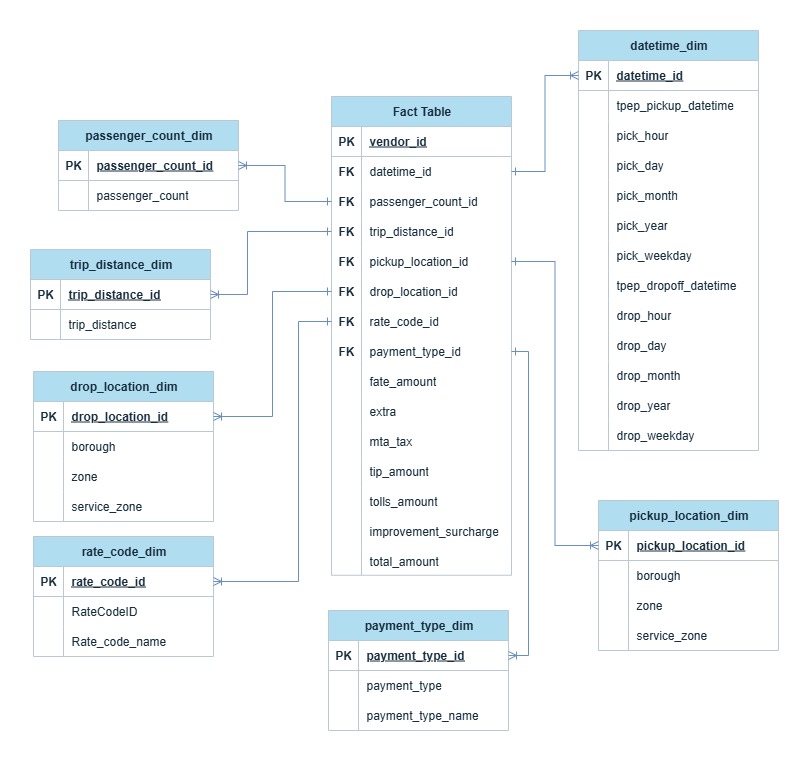 passenger_count_dim
PK passenger_count_id
passenger_count
trip_distance_dim
PK trip_distance_id
trip_distance
drop_location_dim
PK drop_location_id
borough
zone
service_zone
rate_code_dim
PK rate_code_id
RateCodeID
Rate_code_name
Fact Table
PK vendor_id
FK datetime_id
FK passenger_count_id
FK trip_distance_id
FK pickup_location_id
FK drop_location_id
FK rate_code_id
FK payment_type_id
fate_amount
extra
mta_tax
tip_amount
tolls_amount
improvement_surcharge
total_amount
payment_type_dim
PK payment_type_id
payment_type
payment_type_name
datetime_dim
PK datetime_id
tpep_pickup_datetime
pick_hour
pick_day
pick_month
pick_year
pick_weekday
tpep_dropoff_datetime
drop_hour
drop_day
drop_month
drop_year
drop_weekday
pickup_location_dim
PK pickup_location_id
borough
zone
service_zone